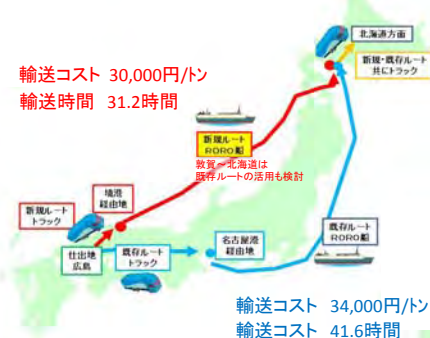 北海道方面
新規・既存ルート
共にトラック
輸送コスト 30,000円/トン
輸送時間 31.2時間
新規ルート
RORO船
敦賀~北海道は
既存ルートの活用も検討
境港
経由地
新規ルート
トラック
仕出地
広島
既存ルート
トラック
名古屋港
経由地
既存ルート
RORO船
輸送コスト 34,000円/トン
輸送コスト 41.6時間